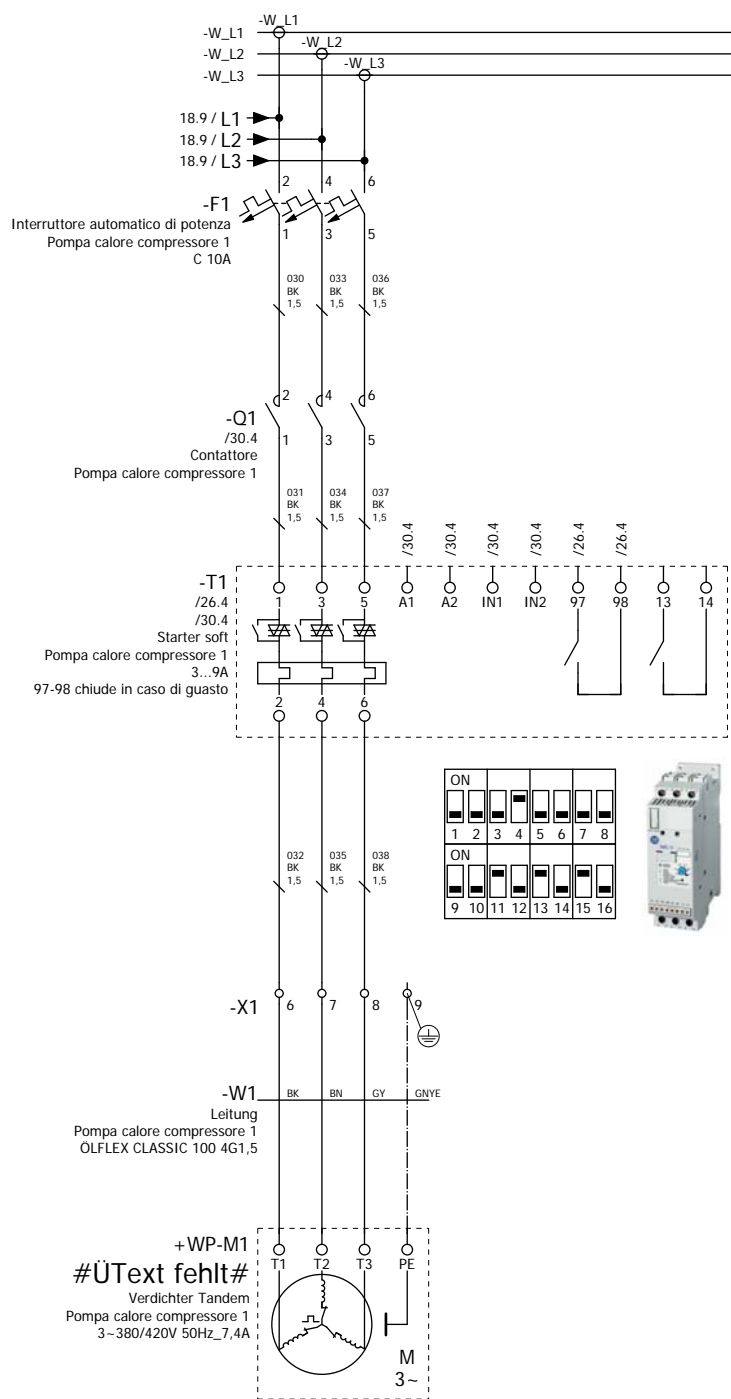 -W_L1
-W_L1
-W_L2
-W_L2
-W_L3
-W_L3
18.9 / L1
18.9 / L2
18.9 / L3
2 4 6
-F1
Interruttore automatico di potenza
Pompa calore compressore 1
C 10A
1 3 5
030 033 036
BK BK BK
1,5 1,5 1,5
2 4 6
-Q1
/30.4
Contattore
Pompa calore compressore 1
1 3 5
031 034 037
BK BK BK
1,5 1,5 1,5
/30.4 /30.4 /30.4 /30.4 /26.4 /26.4
-T1
/26.4
/30.4
Starter soft
Pompa calore compressore 1
3...9A
97-98 chiude in caso di guasto
1 3 5 A1 A2 IN1 IN2 97 98 13 14
2 4 6
ON
1 2 3 4 5 6 7 8
ON
9 10 11 12 13 14 15 16
032 035 038
BK BK BK
1,5 1,5 1,5
-X1 6 7 8 9
-W1 BK BN GY GNYE
Leitung
Pompa calore compressore 1
ÖLFLEX CLASSIC 100 4G1,5
+WP-M1
T1 T2 T3 PE
#ÜText fehlt#
Verdichter Tandem
Pompa calore compressore 1
3~380/420V 50Hz_7,4A
M
3~